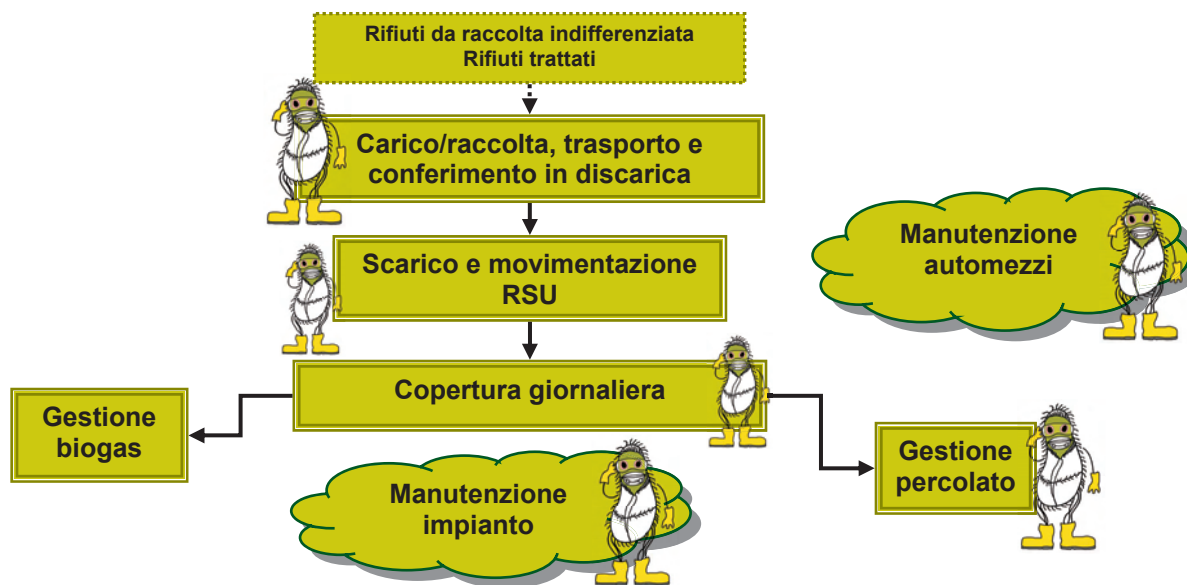 Rifiuti da raccolta indifferenziata
Rifiuti trattati
Carico/raccolta, trasporto e
conferimento in discarica
Scarico e movimentazione
RSU
Manutenzione
automezzi
Copertura giornaliera
Gestione
biogas
Gestione
percolato
Manutenzione
impianto